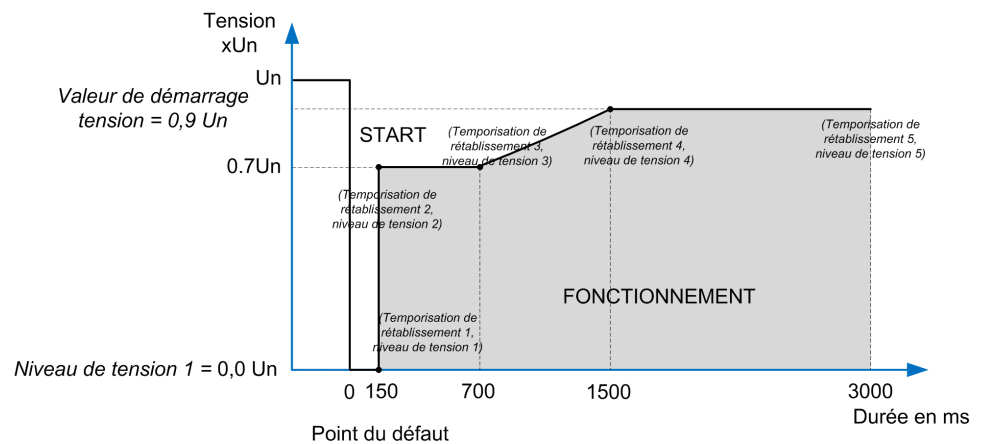 Tension
xUn
Un
Valeur de démarrage
tension = 0,9 Un
START
(Temporisation de
rétablissement 3,
niveau de tension 3)
(Temporisation de
rétablissement 4,
niveau de tension 4)
(Temporisation de
rétablissement 5,
niveau de tension 5)
0.7Un
(Temporisation de
rétablissement 2,
niveau de tension 2)
FONCTIONNEMENT
(Temporisation de
rétablissement 1,
niveau de tension 1)
Niveau de tension 1 = 0,0 Un
0 150 700 1500 3000
Durée en ms
Point du défaut